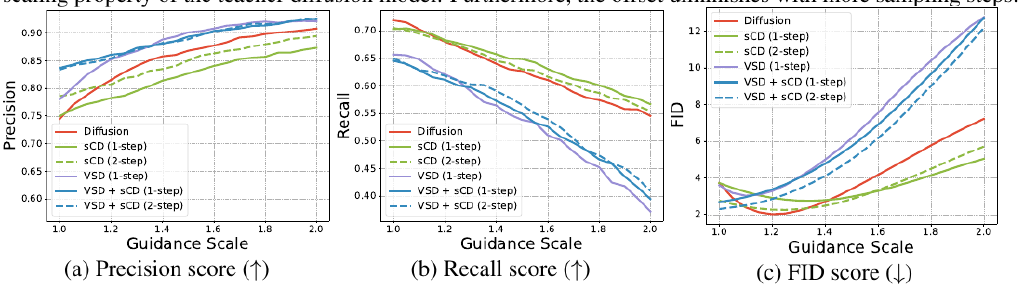 scaling property of the teacher diffusion model. Furthermore, the offset diminishes with more sampling steps.
Precision
0.90
0.85
0.80
0.75
0.70
0.65
0.60
Diffusion
sCD (1-step)
sCD (2-step)
VSD (1-step)
VSD + sCD (1-step)
VSD + sCD (2-step)
1.0 1.2 1.4 1.6 1.8 2.0
Guidance Scale
(a) Precision score (↑)
Recall
0.70
0.65
0.60
0.55
0.50
0.45
0.40
Diffusion
sCD (1-step)
sCD (2-step)
VSD (1-step)
VSD + sCD (1-step)
VSD + sCD (2-step)
1.0 1.2 1.4 1.6 1.8 2.0
Guidance Scale
(b) Recall score (↑)
FID
12
10
8
6
4
2
Diffusion
sCD (1-step)
sCD (2-step)
VSD (1-step)
VSD + sCD (1-step)
VSD + sCD (2-step)
1.0 1.2 1.4 1.6 1.8 2.0
Guidance Scale
(c) FID score (↓)